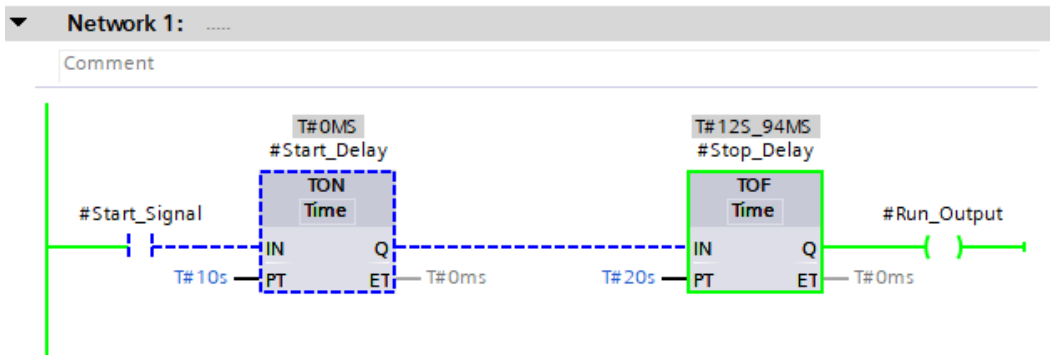 Network 1: .....
Comment
T#0MS T#12S_94MS
#Start_Delay #Stop_Delay
TON TOF
#Start_Signal Time Time #Run_Output
IN Q IN Q
T#10s PT ET T#0ms T#20s PT ET T#0ms